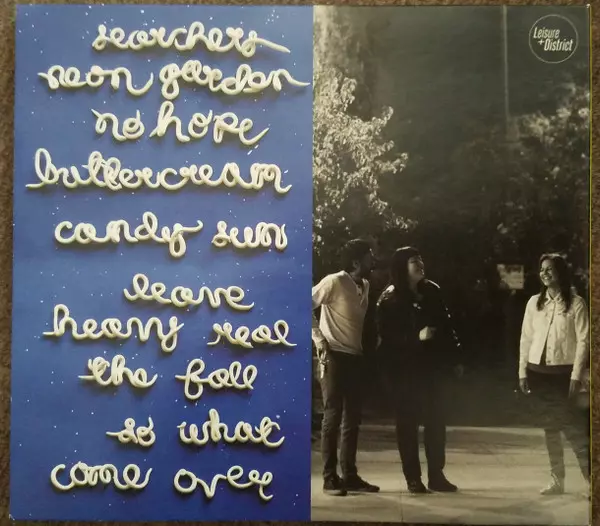 searchers
neon garden
no hope
buttercream
candy sun
leave
heavy real
the fall
so what
come over
Leisure
+ District